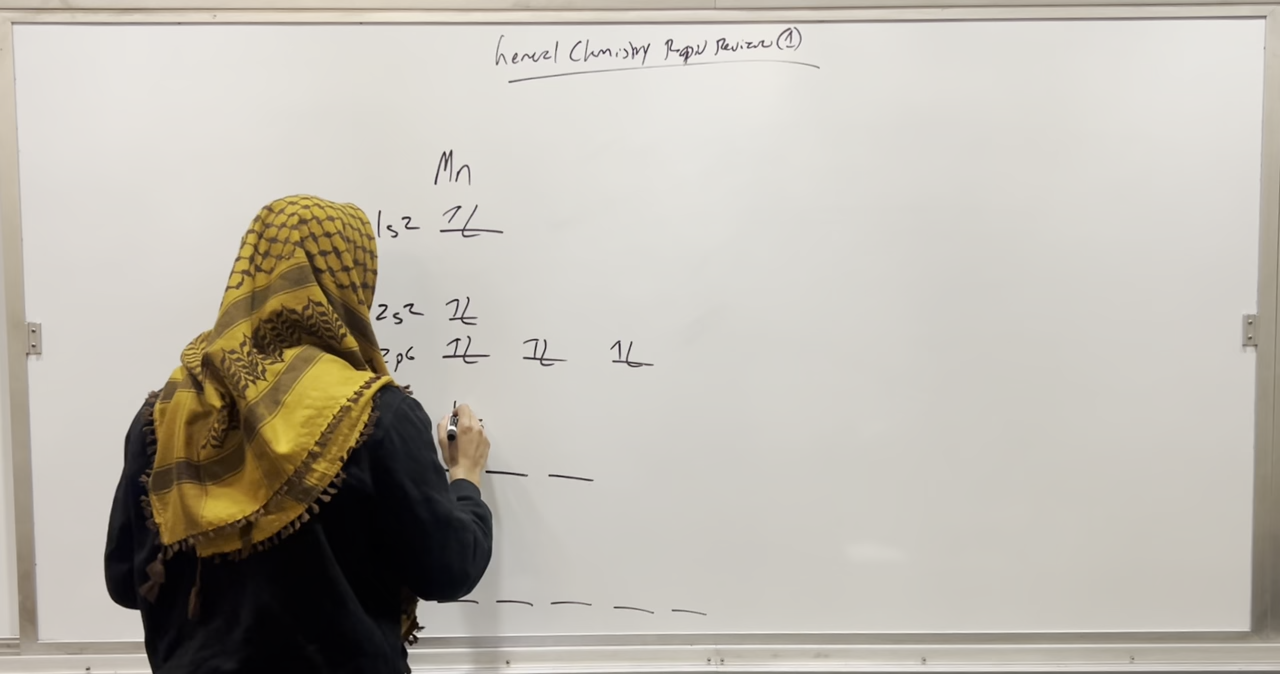 General Chemistry Rapid Review (1)
Mn
1s2 1L
2s2 1L
2p6 1L 1L 1L